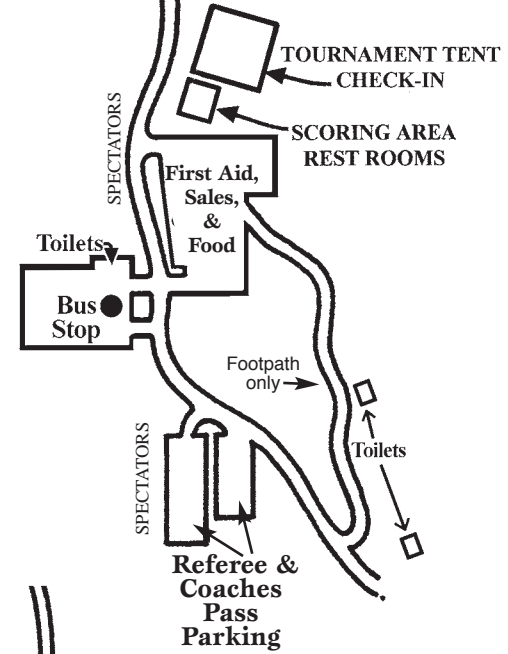 TOURNAMENT TENT
CHECK-IN
SPECTATORS
SCORING AREA
REST ROOMS
First Aid,
Sales,
&
Food
Toilets
Bus
Stop
Footpath
only
SPECTATORS
Toilets
Referee &
Coaches
Pass
Parking